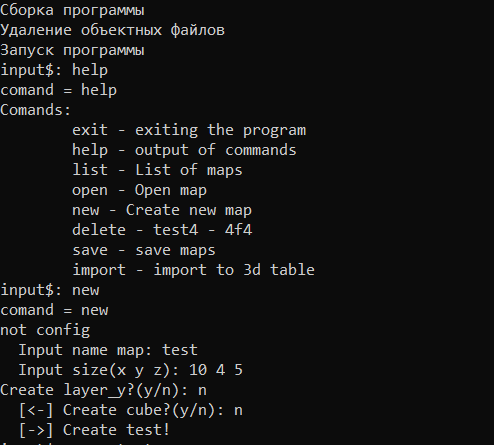 Сборка программы
Удаление объектных файлов
Запуск программы
input$: help
comand = help
Comands:
exit - exiting the program
help - output of commands
list - List of maps
open - Open map
new - Create new map
delete - test4 - 4f4
save - save maps
import - import to 3d table
input$: new
comand = new
not config
Input name map: test
Input size(x y z): 10 4 5
Create layer_y?(y/n): n
[<-] Create cube?(y/n): n
[->] Create test!